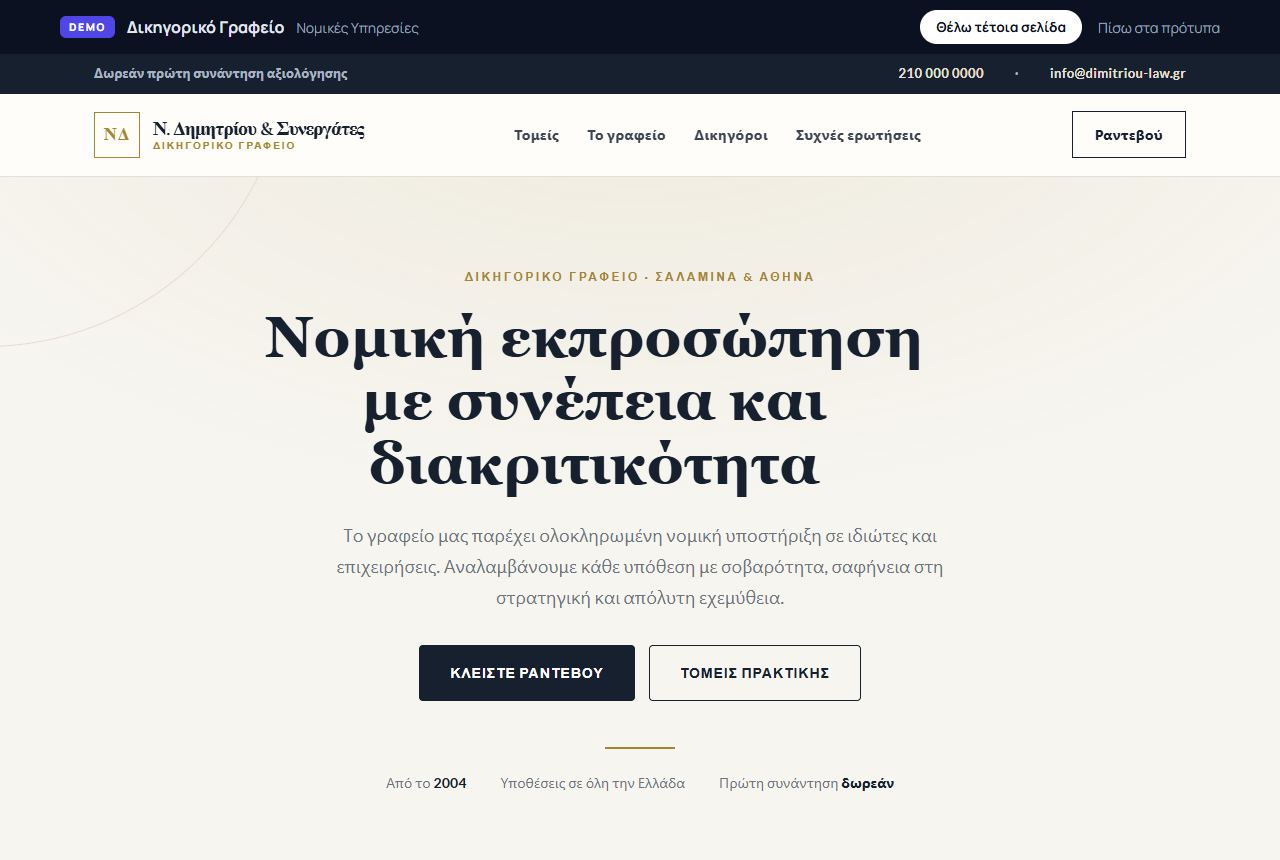 DEMO Δικηγορικό Γραφείο Νομικές Υπηρεσίες Θέλω τέτοια σελίδα Πίσω στα πρότυπα
Δωρεάν πρώτη συνάντηση αξιολόγησης 210 000 0000 · info@dimitriou-law.gr
ΝΔ Ν. Δημητρίου & Συνεργάτες
ΔΙΚΗΓΟΡΙΚΟ ΓΡΑΦΕΙΟ
Τομείς Το γραφείο Δικηγόροι Συχνές ερωτήσεις Ραντεβού
ΔΙΚΗΓΟΡΙΚΟ ΓΡΑΦΕΙΟ · ΣΑΛΑΜΙΝΑ & ΑΘΗΝΑ
Νομική εκπροσώπηση
με συνέπεια και
διακριτικότητα
Το γραφείο μας παρέχει ολοκληρωμένη νομική υποστήριξη σε ιδιώτες και
επιχειρήσεις. Αναλαμβάνουμε κάθε υπόθεση με σοβαρότητα, σαφήνεια στη
στρατηγική και απόλυτη εχεμύθεια.
ΚΛΕΙΣΤΕ ΡΑΝΤΕΒΟΥ ΤΟΜΕΙΣ ΠΡΑΚΤΙΚΗΣ
Από το 2004 Υποθέσεις σε όλη την Ελλάδα Πρώτη συνάντηση δωρεάν